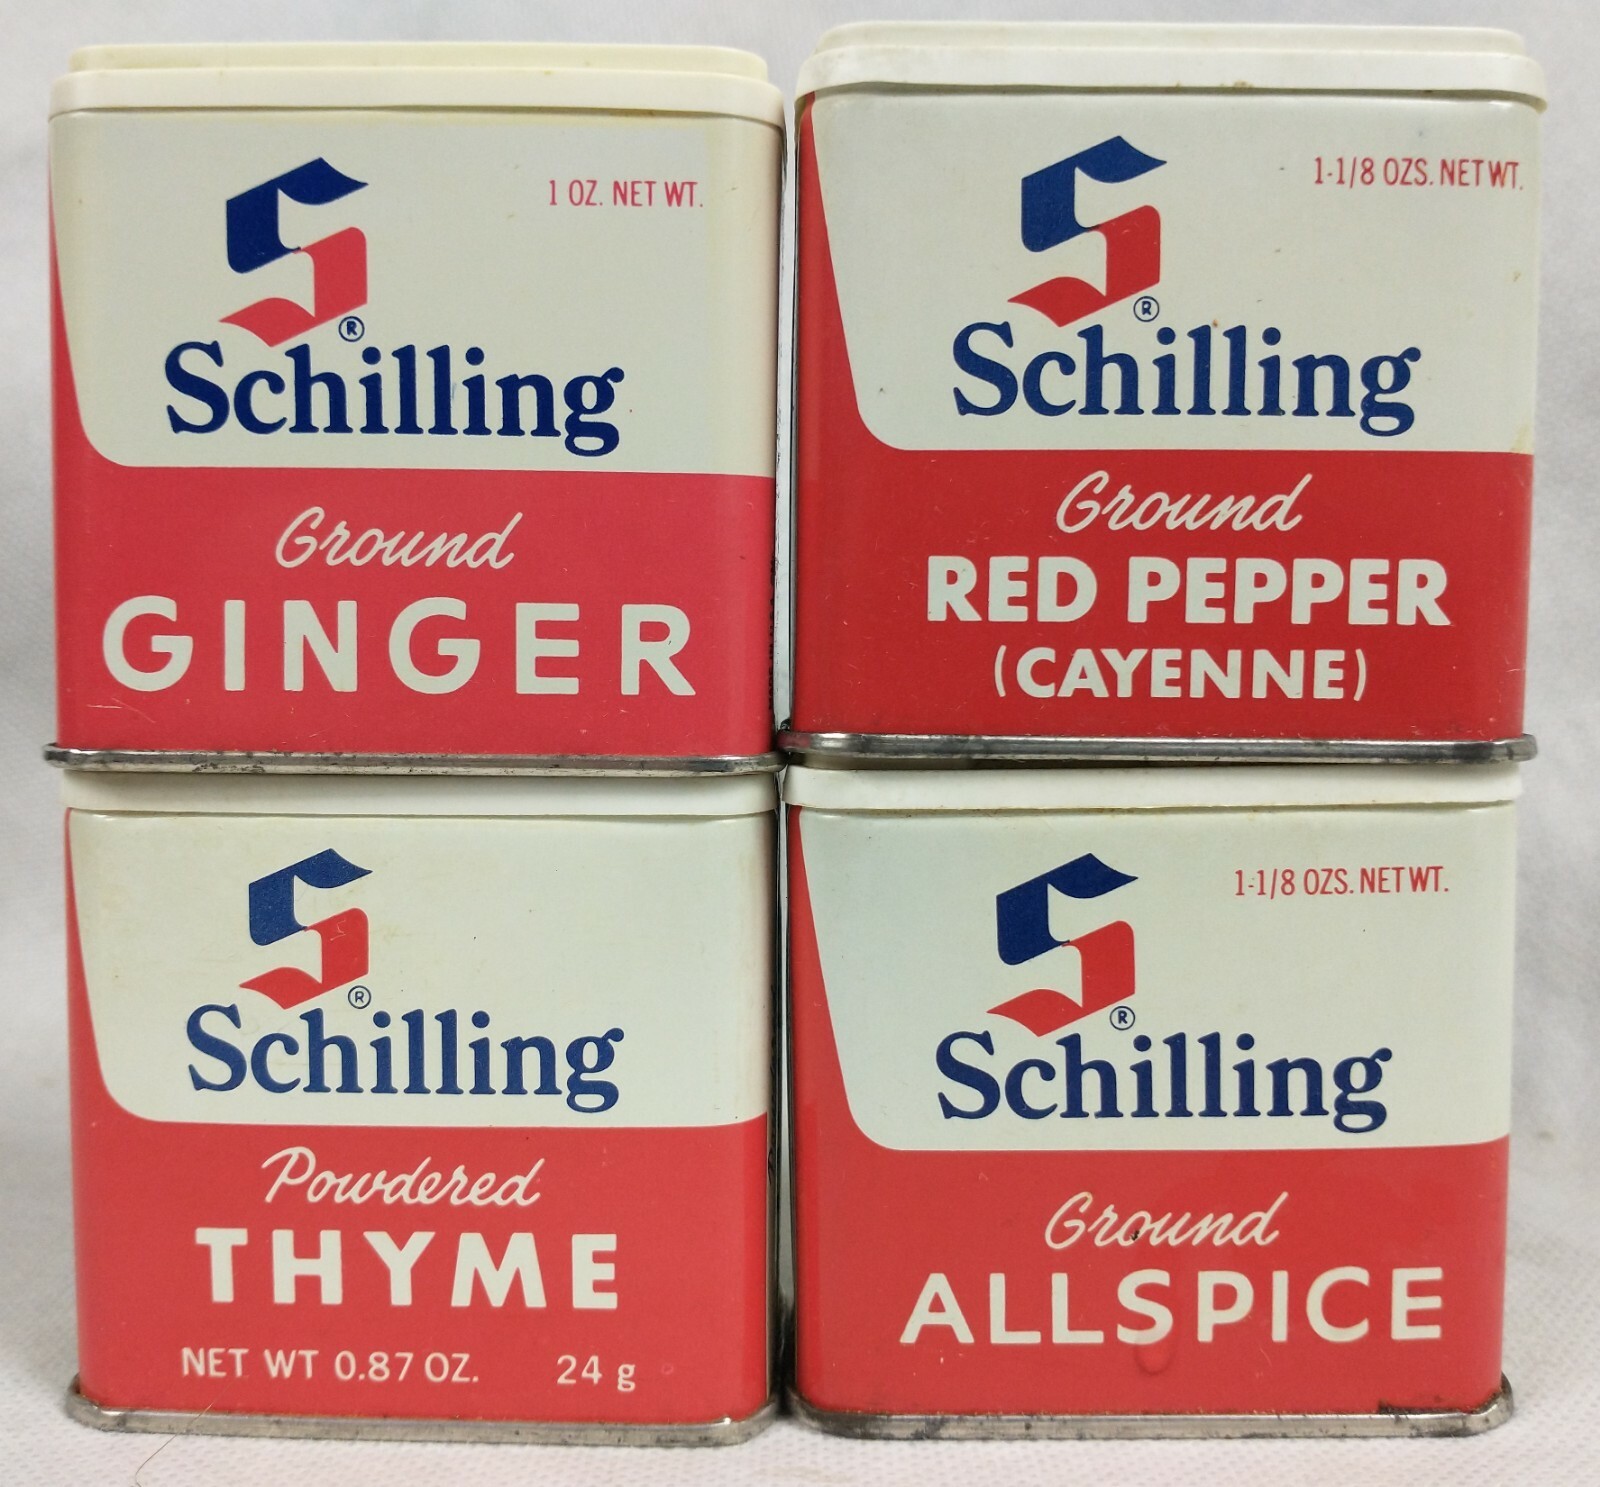 1 OZ. NET WT.
S
®
Schilling
Ground
GINGER
1-1/8 OZS. NET WT.
S
®
Schilling
Ground
RED PEPPER
(CAYENNE)
S
®
Schilling
Powdered
THYME
NET WT 0.87 OZ. 24 g
1-1/8 OZS. NET WT.
S
®
Schilling
Ground
ALLSPICE